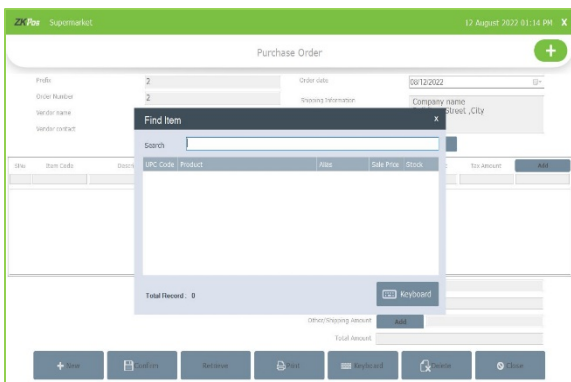 ZKPos Supermarket 12 August 2022 01:14 PM X
Purchase Order
Prefix 2 Order date 08/12/2022
Order Number 2 Shipping Information Company name
Street ,City
Vendor name
Vendor contact
Find Item x
Search
UPC Code Product Alias Sale Price Stock
SNo Item Code Tax Amount Add
Total Record : 0 Keyboard
Other/Shipping Amount Add
Total Amount
New Confirm Retrieve Print Keyboard Delete Close